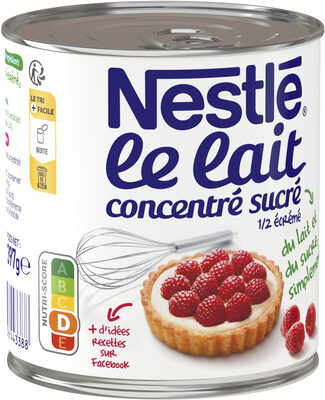 Nestlé®
le lait
concentré sucré
1/2 écrémé
du lait et
du sucre
simplement
+ d'idées
recettes sur
Facebook
LE TRI
+ FACILE
BOITE
NUTRI-SCORE
A
B
C
D
E
397g e
43388